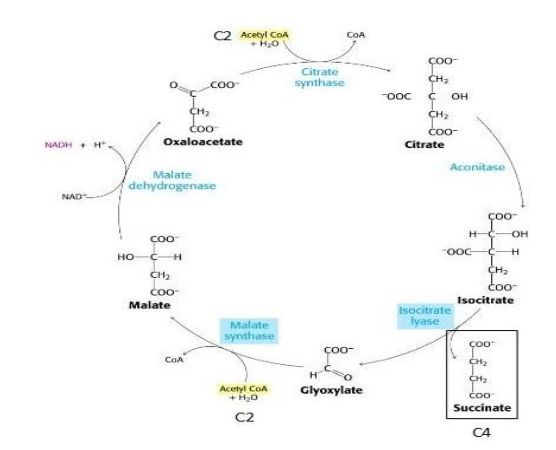 C2 Acetyl CoA
+ H₂O
CoA
Citrate
synthase
O
C
COO⁻
CH₂
COO⁻
Oxaloacetate
COO⁻
CH₂
⁻OOC C OH
CH₂
COO⁻
Citrate
Aconitase
NADH + H⁺
NAD⁺
Malate
dehydrogenase
COO⁻
H C OH
⁻OOC C H
CH₂
COO⁻
Isocitrate
COO⁻
HO C H
CH₂
COO⁻
Malate
Isocitrate
lyase
Malate
synthase
CoA
Acetyl CoA
+ H₂O
C2
COO⁻
C
H O
Glyoxylate
COO⁻
CH₂
CH₂
COO⁻
Succinate
C4